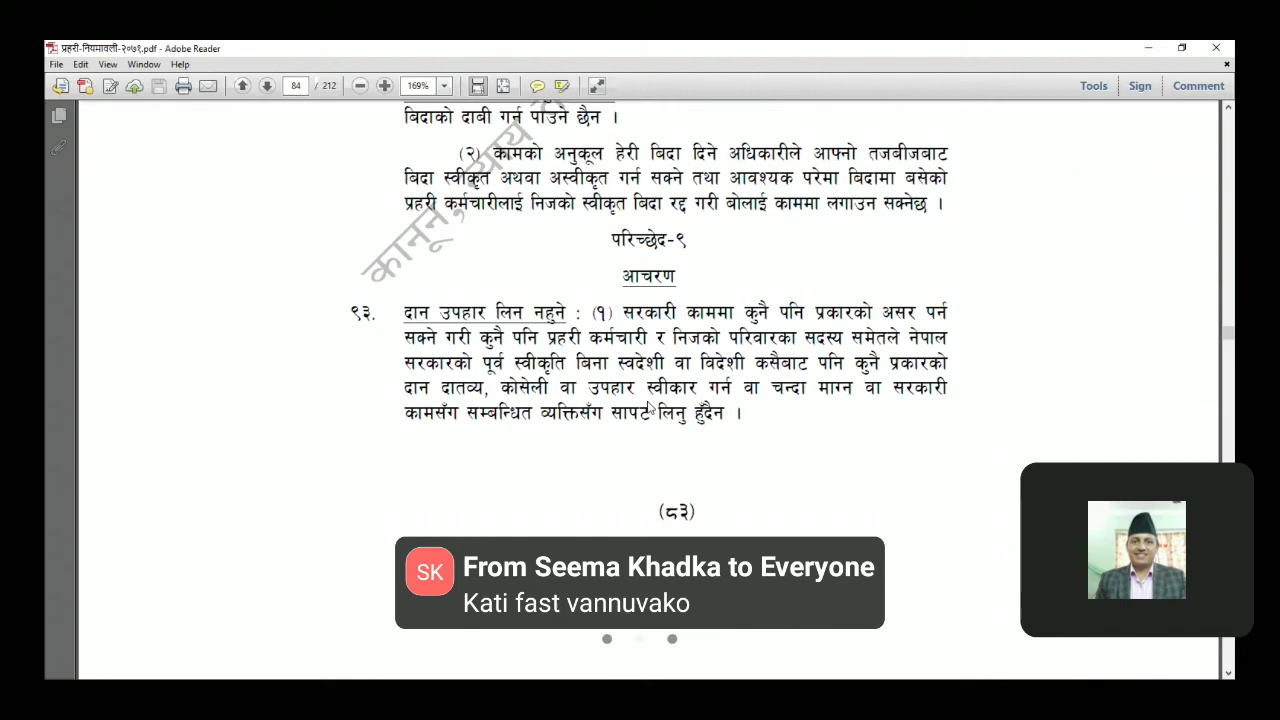 प्रहरी-नियमावली-२०७१.pdf - Adobe Reader
File Edit View Window Help
84 / 212 169% Tools Sign Comment
बिदाको दाबी गर्न पाउने छैन ।
(२) कामको अनुकूल हेरी बिदा दिने अधिकारीले आफ्नो तजबीजबाट
बिदा स्वीकृत अथवा अस्वीकृत गर्न सक्ने तथा आवश्यक परेमा बिदामा बसेको
प्रहरी कर्मचारीलाई निजको स्वीकृत बिदा रद्द गरी बोलाई काममा लगाउन सक्नेछ ।
परिच्छेद-९
आचरण
९३. दान उपहार लिन नहुने : (१) सरकारी काममा कुनै पनि प्रकारको असर पर्न
सक्ने गरी कुनै पनि प्रहरी कर्मचारी र निजको परिवारका सदस्य समेतले नेपाल
सरकारको पूर्व स्वीकृति बिना स्वदेशी वा विदेशी कसैबाट पनि कुनै प्रकारको
दान दातव्य, कोसेली वा उपहार स्वीकार गर्न वा चन्दा माग्न वा सरकारी
कामसँग सम्बन्धित व्यक्तिसँग सापट लिनु हुँदैन ।
(८३)
कानून, न्याय
SK From Seema Khadka to Everyone
Kati fast vannuvako